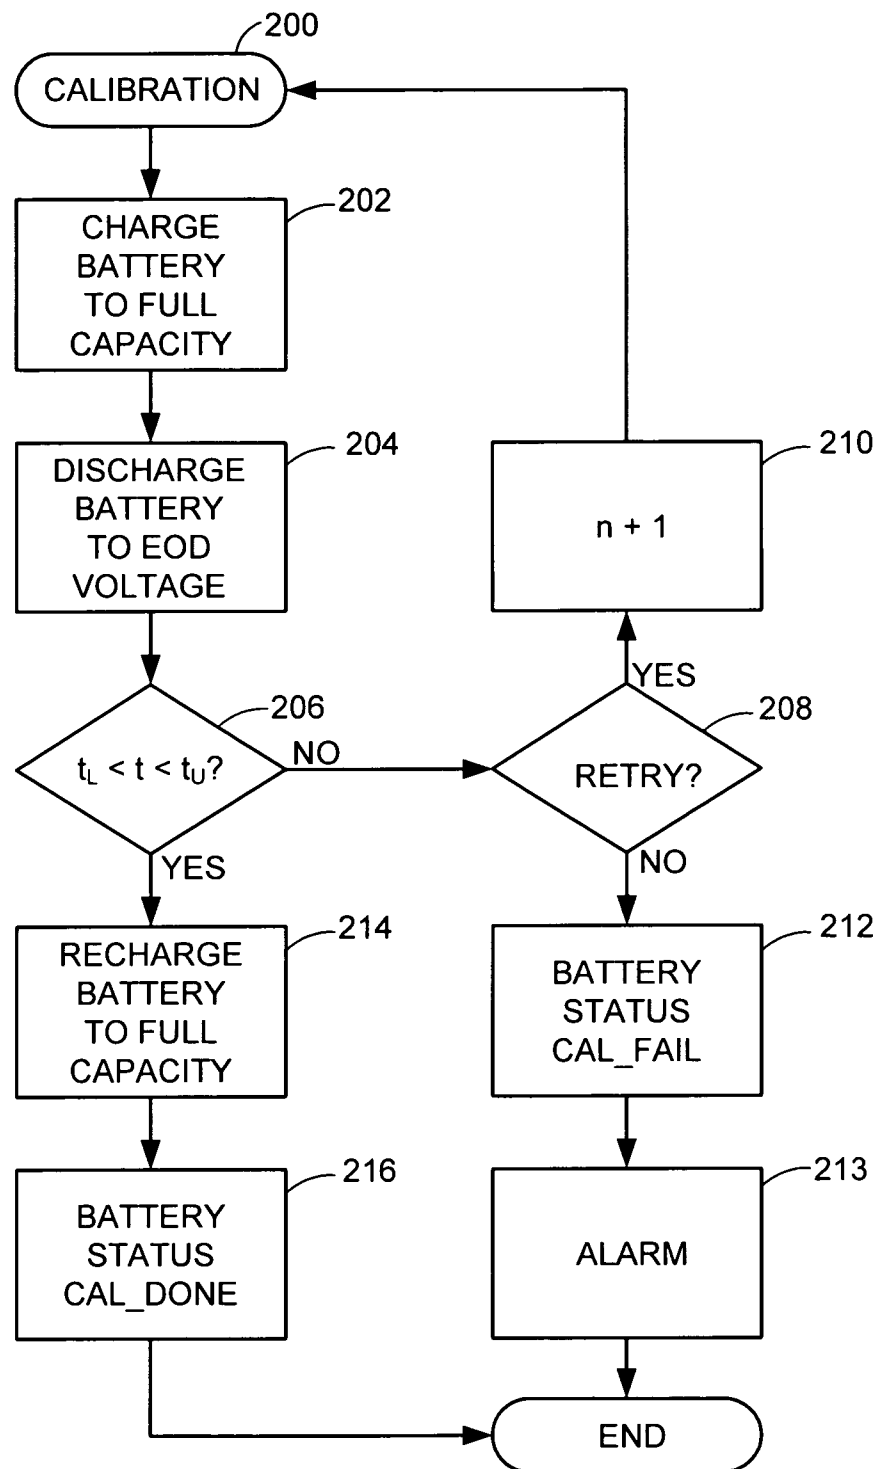 200
CALIBRATION
202
CHARGE
BATTERY
TO FULL
CAPACITY
204
DISCHARGE
BATTERY
TO EOD
VOLTAGE
210
n + 1
206
tL < t < tU?
NO
YES
YES
208
RETRY?
NO
214
RECHARGE
BATTERY
TO FULL
CAPACITY
212
BATTERY
STATUS
CAL_FAIL
216
BATTERY
STATUS
CAL_DONE
213
ALARM
END